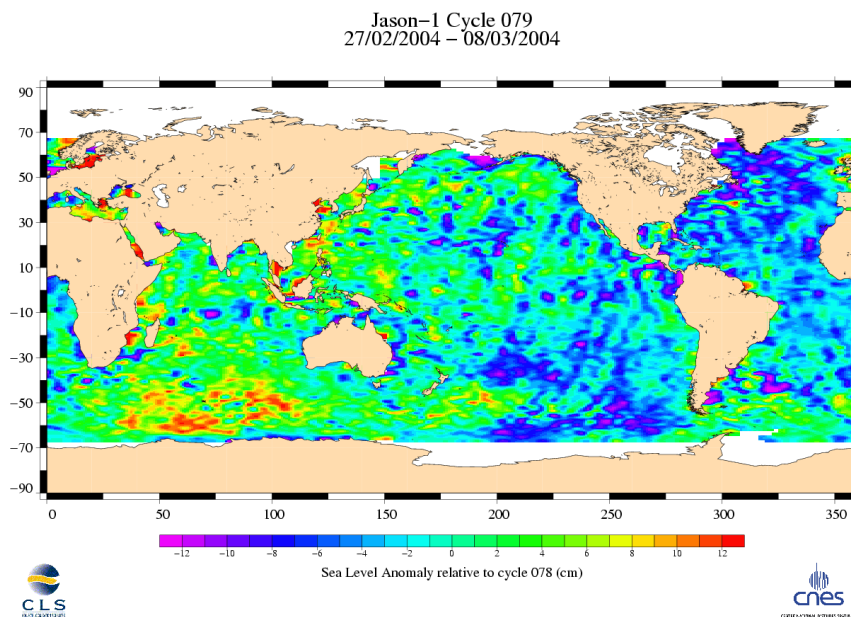 Jason−1 Cycle 079
27/02/2004 − 08/03/2004
90
70
50
30
10
−10
−30
−50
−70
−90
0 50 100 150 200 250 300 350
−12 −10 −8 −6 −4 −2 0 2 4 6 8 10 12
Sea Level Anomaly relative to cycle 078 (cm)
CLS
cnes